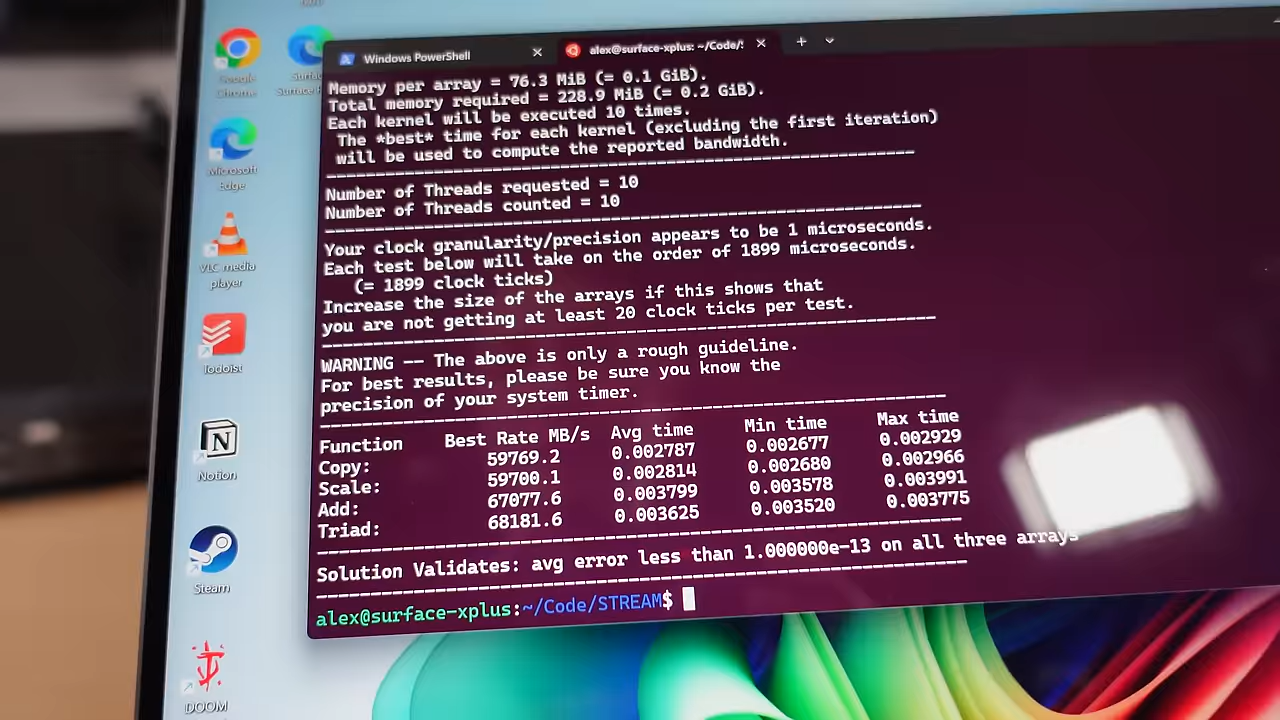 Windows PowerShell
alex@surface-xplus: ~/Code/S
Memory per array = 76.3 MiB (= 0.1 GiB).
Total memory required = 228.9 MiB (= 0.2 GiB).
Each kernel will be executed 10 times.
The *best* time for each kernel (excluding the first iteration)
will be used to compute the reported bandwidth.
Number of Threads requested = 10
Number of Threads counted = 10
Your clock granularity/precision appears to be 1 microseconds.
Each test below will take on the order of 1899 microseconds.
(= 1899 clock ticks)
Increase the size of the arrays if this shows that
you are not getting at least 20 clock ticks per test.
WARNING -- The above is only a rough guideline.
For best results, please be sure you know the
precision of your system timer.
Function Best Rate MB/s Avg time Min time Max time
Copy: 59769.2 0.002787 0.002677 0.002929
Scale: 59700.1 0.002814 0.002680 0.002966
Add: 67077.6 0.003799 0.003578 0.003991
Triad: 68181.6 0.003625 0.003520 0.003775
Solution Validates: avg error less than 1.000000e-13 on all three arrays
alex@surface-xplus:~/Code/STREAM$
Google
Chrome
Surface
Microsoft
Edge
VLC media
player
Todoist
Notion
Steam
DOOM